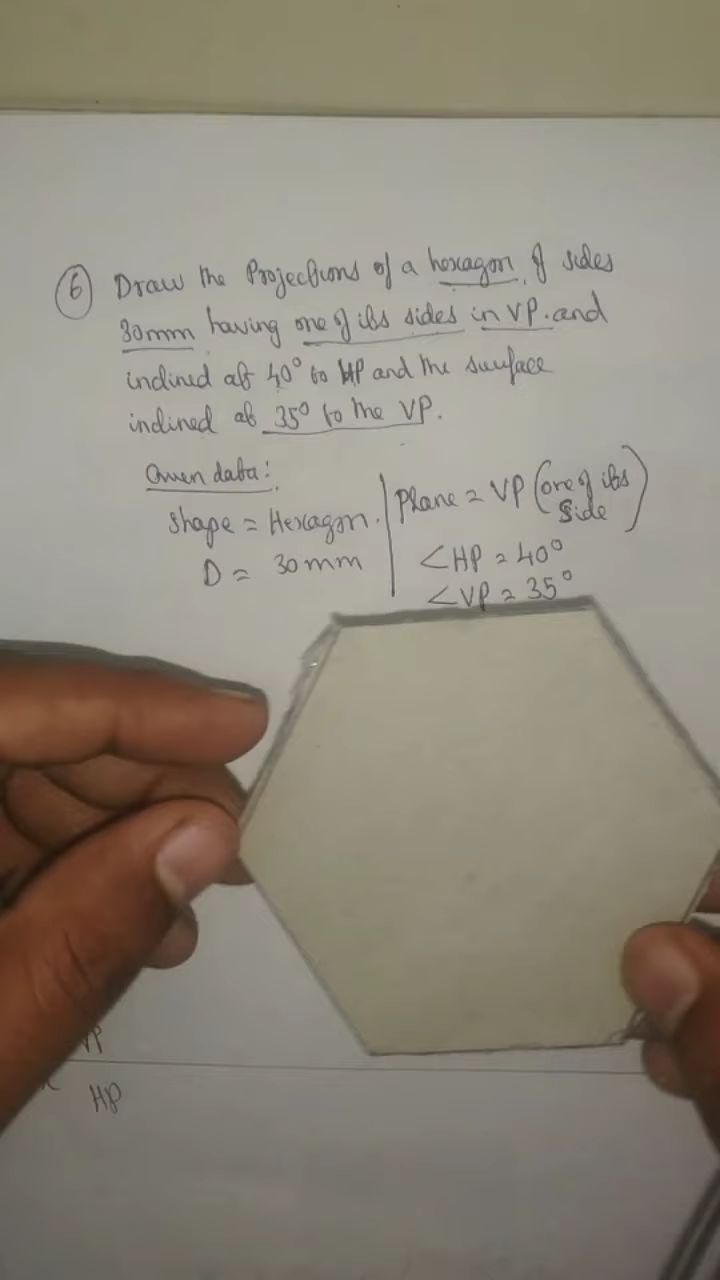 6 Draw the Projections of a hexagon of sides
30mm having one of its sides in VP. and
inclined at 40° to HP and the surface
inclined at 35° to the VP.
Given data:
Shape = Hexagon.
D = 30mm
Plane = VP (one of its
Side)
∠HP = 40°
∠VP = 35°
VP
HP